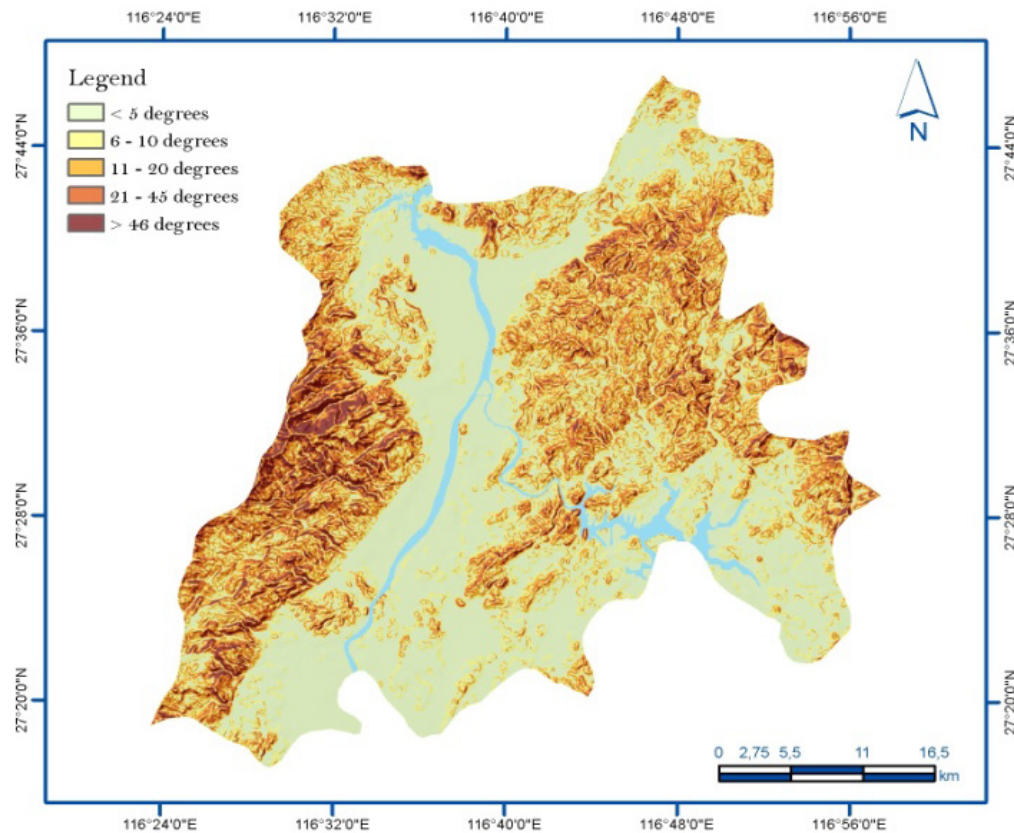 116°24'0"E 116°32'0"E 116°40'0"E 116°48'0"E 116°56'0"E
Legend
< 5 degrees
6 - 10 degrees
11 - 20 degrees
21 - 45 degrees
> 46 degrees
N
27°44'0"N 27°44'0"N
27°36'0"N 27°36'0"N
27°28'0"N 27°28'0"N
27°20'0"N 27°20'0"N
0 2,75 5,5 11 16,5
km
116°24'0"E 116°32'0"E 116°40'0"E 116°48'0"E 116°56'0"E